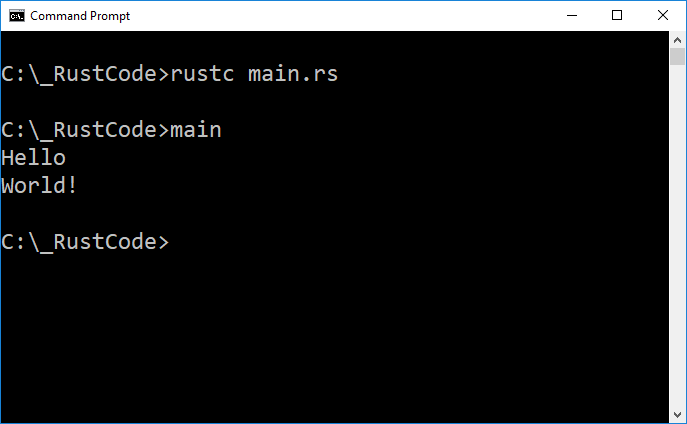 Command Prompt
C:\_RustCode>rustc main.rs
C:\_RustCode>main
Hello
World!
C:\_RustCode>